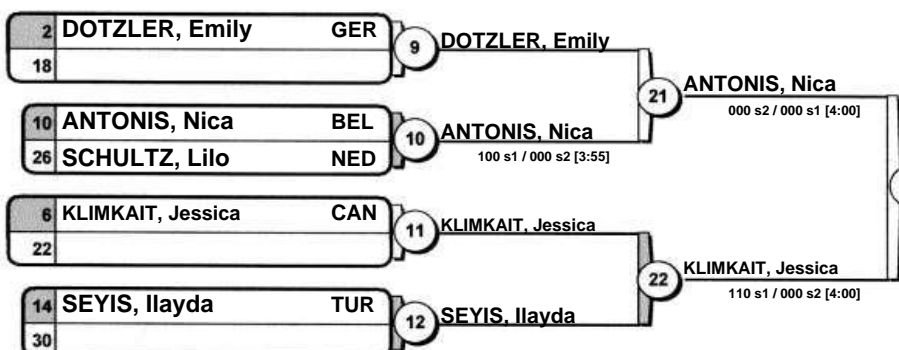 2 DOTZLER, Emily GER
18
9 DOTZLER, Emily
10 ANTONIS, Nica BEL
26 SCHULTZ, Lilo NED
10 ANTONIS, Nica
100 s1 / 000 s2 [3:55]
21 ANTONIS, Nica
000 s2 / 000 s1 [4:00]
6 KLIMKAIT, Jessica CAN
22
11 KLIMKAIT, Jessica
14 SEYIS, Ilayda TUR
30
12 SEYIS, Ilayda
22 KLIMKAIT, Jessica
110 s1 / 000 s2 [4:00]